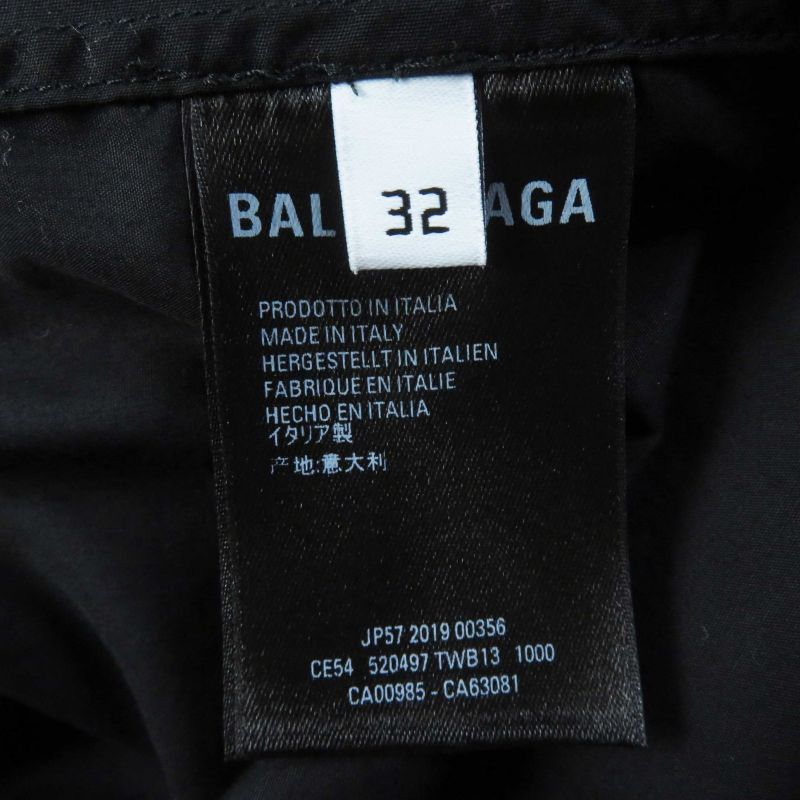 BAL AGA
32
PRODOTTO IN ITALIA
MADE IN ITALY
HERGESTELLT IN ITALIEN
FABRIQUE EN ITALIE
HECHO EN ITALIA
イタリア製
产地:意大利
JP57 2019 00356
CE54 520497 TWB13 1000
CA00985 - CA63081